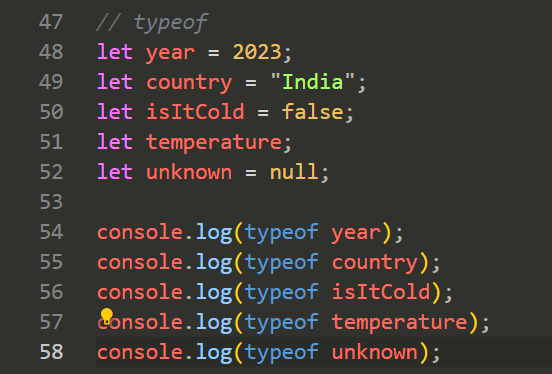 47 // typeof
48 let year = 2023;
49 let country = "India";
50 let isItCold = false;
51 let temperature;
52 let unknown = null;
53
54 console.log(typeof year);
55 console.log(typeof country);
56 console.log(typeof isItCold);
57 console.log(typeof temperature);
58 console.log(typeof unknown);